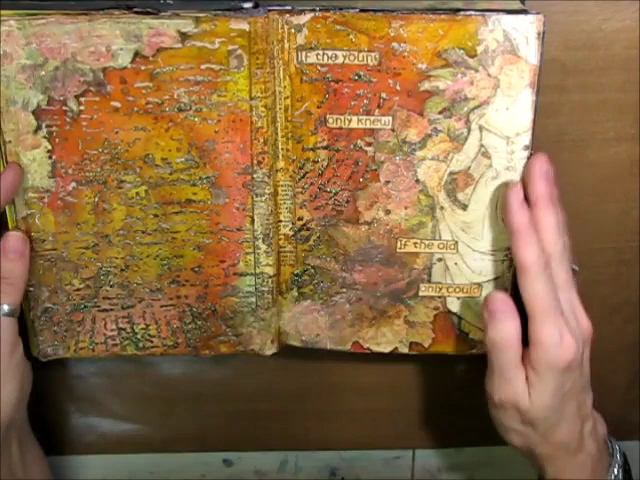 If the young
only knew
If the old
only could